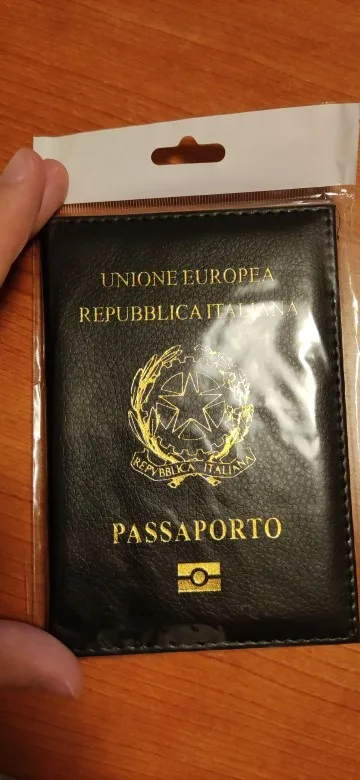 UNIONE EUROPEA
REPUBBLICA ITALIANA
REPVBBLICA ITALIANA
PASSAPORTO